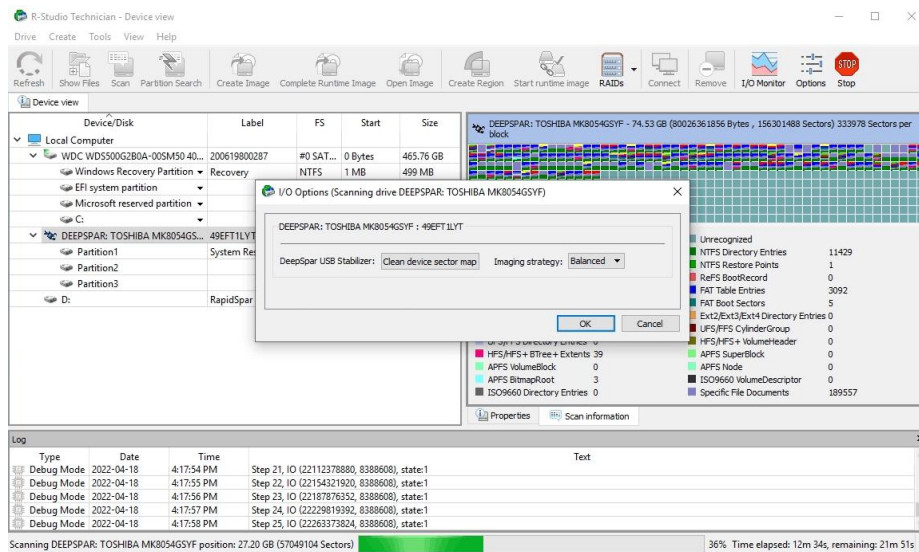 R-Studio Technician - Device view
Drive Create Tools View Help
Refresh Show Files Scan Partition Search Create Image Complete Runtime Image Open Image Create Region Start runtime image RAIDs Connect Remove I/O Monitor Options Stop
STOP
Device view
Device/Disk Label FS Start Size
Local Computer
WDC WDS500G2B0A-00SM50 40... 200619800287 #0 SAT... 0 Bytes 465.76 GB
Windows Recovery Partition Recovery NTFS 1 MB 499 MB
EFI system partition
Microsoft reserved partition
C:
DEEPSPAR: TOSHIBA MK8054GS... 49EFT1LYT
Partition1 System Res
Partition2
Partition3
D: RapidSpar
DEEPSPAR: TOSHIBA MK8054GSYF - 74.53 GB (80026361856 Bytes , 156301488 Sectors) 333978 Sectors per
block
I/O Options (Scanning drive DEEPSPAR: TOSHIBA MK8054GSYF)
DEEPSPAR: TOSHIBA MK8054GSYF : 49EFT1LYT
DeepSpar USB Stabilizer: Clean device sector map Imaging strategy: Balanced
OK Cancel
Unrecognized
NTFS Directory Entries 11429
NTFS Restore Points 1
ReFS BootRecord 0
FAT Table Entries 3092
FAT Boot Sectors 5
Ext2/Ext3/Ext4 Directory Entries 0
UFS/FFS CylinderGroup 0
UFS/FFS Directory Entries 0 HFS/HFS+ VolumeHeader 0
HFS/HFS+ BTree+ Extents 39 APFS SuperBlock 0
APFS VolumeBlock 0 APFS Node 0
APFS BitmapRoot 3 ISO9660 VolumeDescriptor 0
ISO9660 Directory Entries 0 Specific File Documents 189557
Properties Scan information
Log
Type Date Time Text
Debug Mode 2022-04-18 4:17:54 PM Step 21, IO (22112378880, 8388608), state:1
Debug Mode 2022-04-18 4:17:55 PM Step 22, IO (22154321920, 8388608), state:1
Debug Mode 2022-04-18 4:17:56 PM Step 23, IO (22187876352, 8388608), state:1
Debug Mode 2022-04-18 4:17:57 PM Step 24, IO (22229819392, 8388608), state:1
Debug Mode 2022-04-18 4:17:58 PM Step 25, IO (22263373824, 8388608), state:1
Scanning DEEPSPAR: TOSHIBA MK8054GSYF position: 27.20 GB (57049104 Sectors) 36% Time elapsed: 12m 34s, remaining: 21m 51s